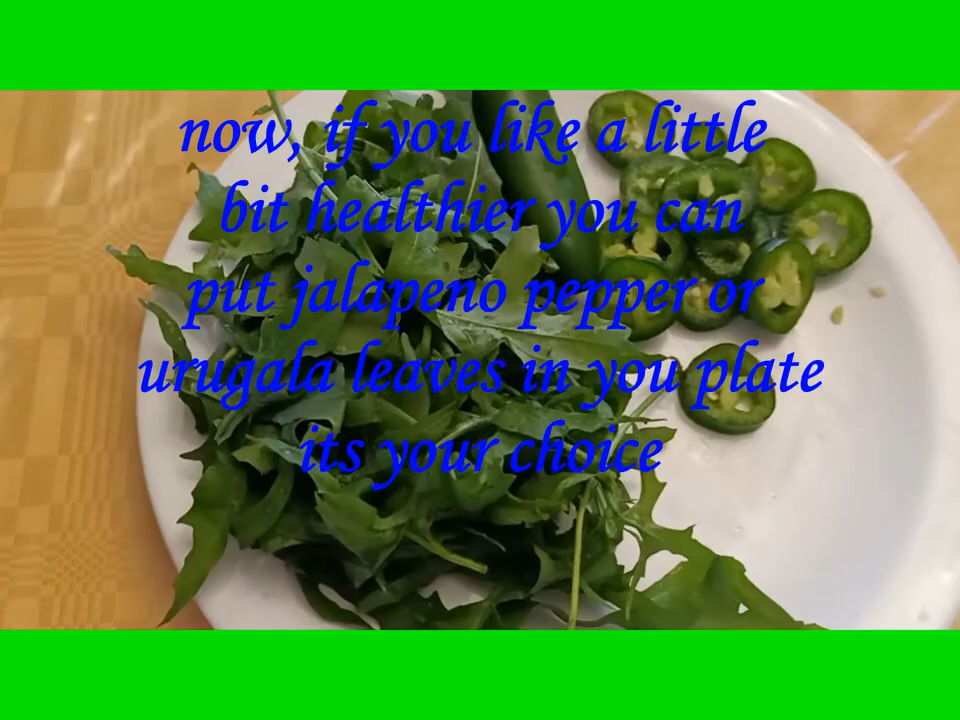 now, if you like a little
bit healthier you can
put jalapeno pepper or
urugala leaves in you plate
its your choice